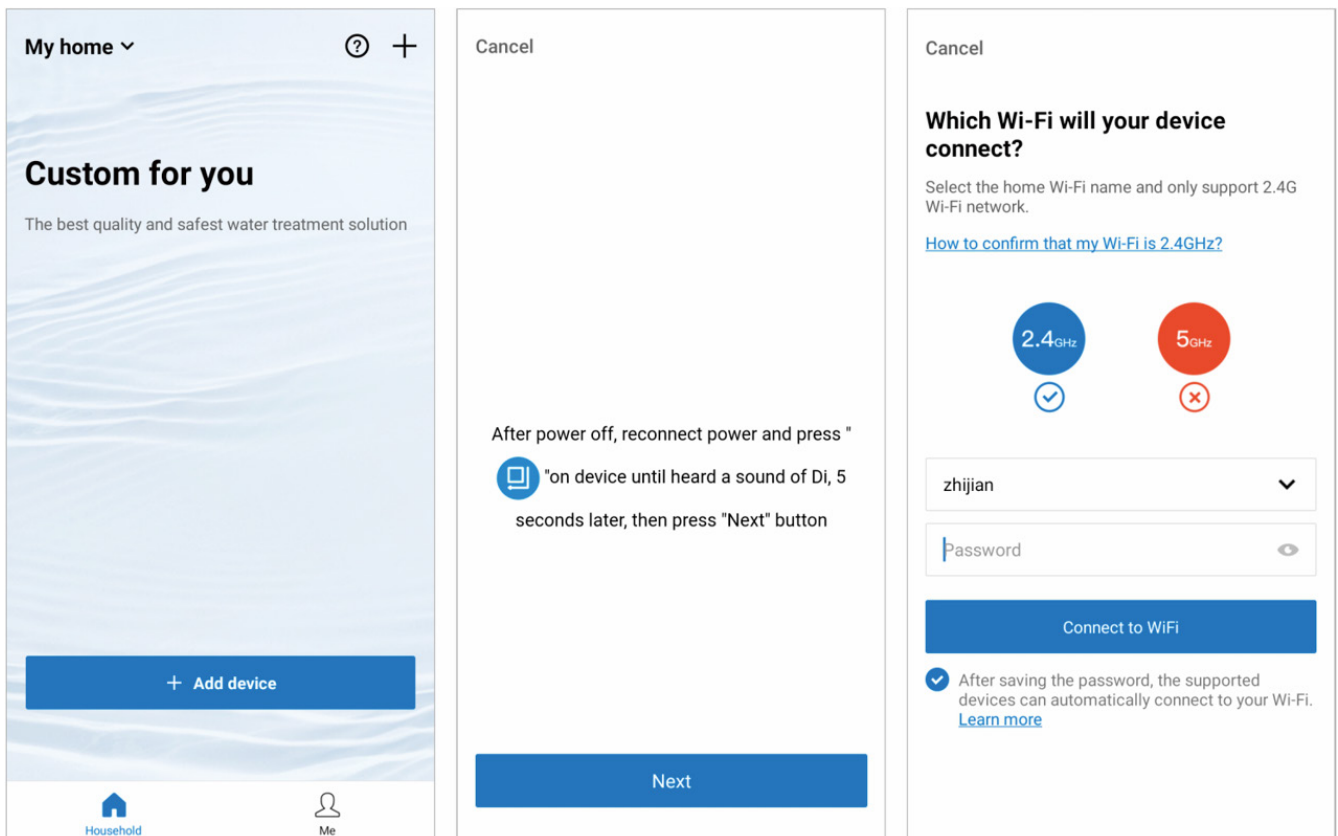 My home
Custom for you
The best quality and safest water treatment solution
+ Add device
Household
Me
Cancel
After power off, reconnect power and press "
"on device until heard a sound of Di, 5
seconds later, then press "Next" button
Next
Cancel
Which Wi-Fi will your device
connect?
Select the home Wi-Fi name and only support 2.4G
Wi-Fi network.
How to confirm that my Wi-Fi is 2.4GHz?
2.4GHz
5GHz
zhijian
Password
Connect to WiFi
After saving the password, the supported
devices can automatically connect to your Wi-Fi.
Learn more